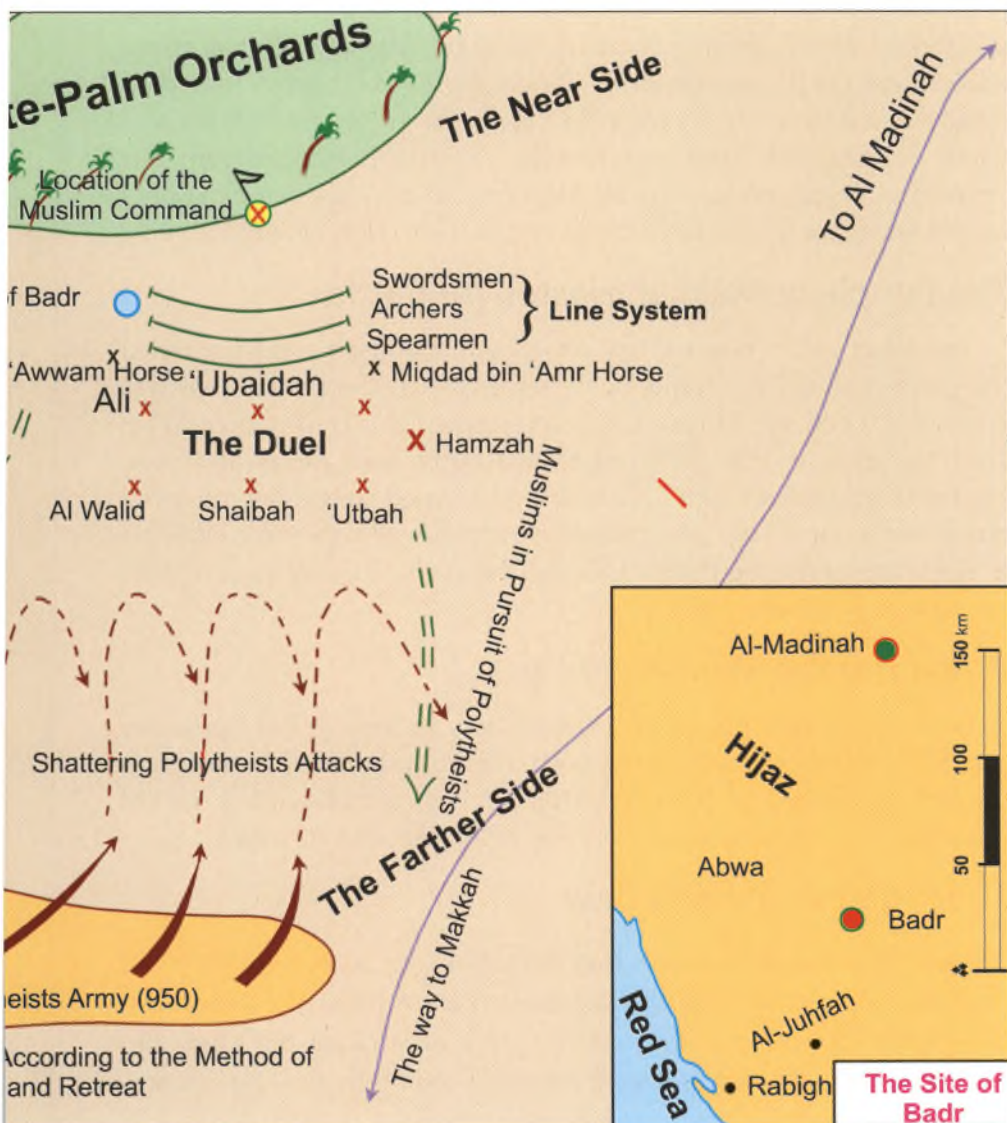 te-Palm Orchards
The Near Side
Location of the
Muslim Command
To Al Madinah
of Badr
Swordsmen
Archers
Spearmen
Line System
‘Awwam Horse
Miqdad bin ‘Amr Horse
Ali
‘Ubaidah
The Duel
Hamzah
Al Walid
Shaibah
‘Utbah
Muslims in Pursuit of Polytheists
Shattering Polytheists Attacks
The Farther Side
The way to Makkah
heists Army (950)
According to the Method of
and Retreat
Al-Madinah
150 km
Hijaz
100
Abwa
50
Badr
Red Sea
Al-Juhfah
Rabigh
The Site of
Badr